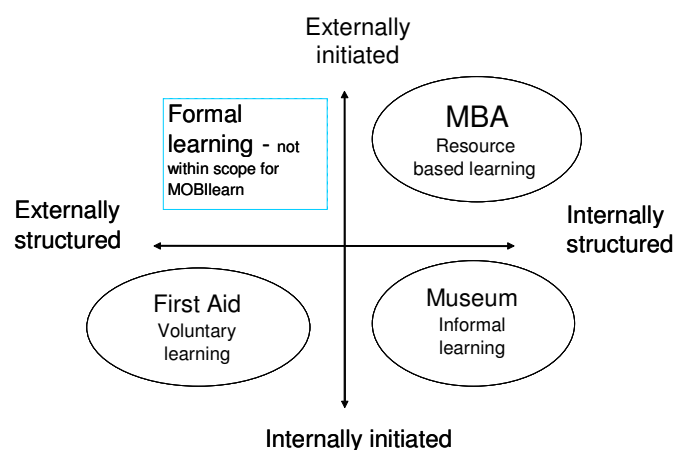 Externally
initiated
Formal
learning - not
within scope for
MOBIlearn
MBA
Resource
based learning
Externally
structured
Internally
structured
First Aid
Voluntary
learning
Museum
Informal
learning
Internally initiated